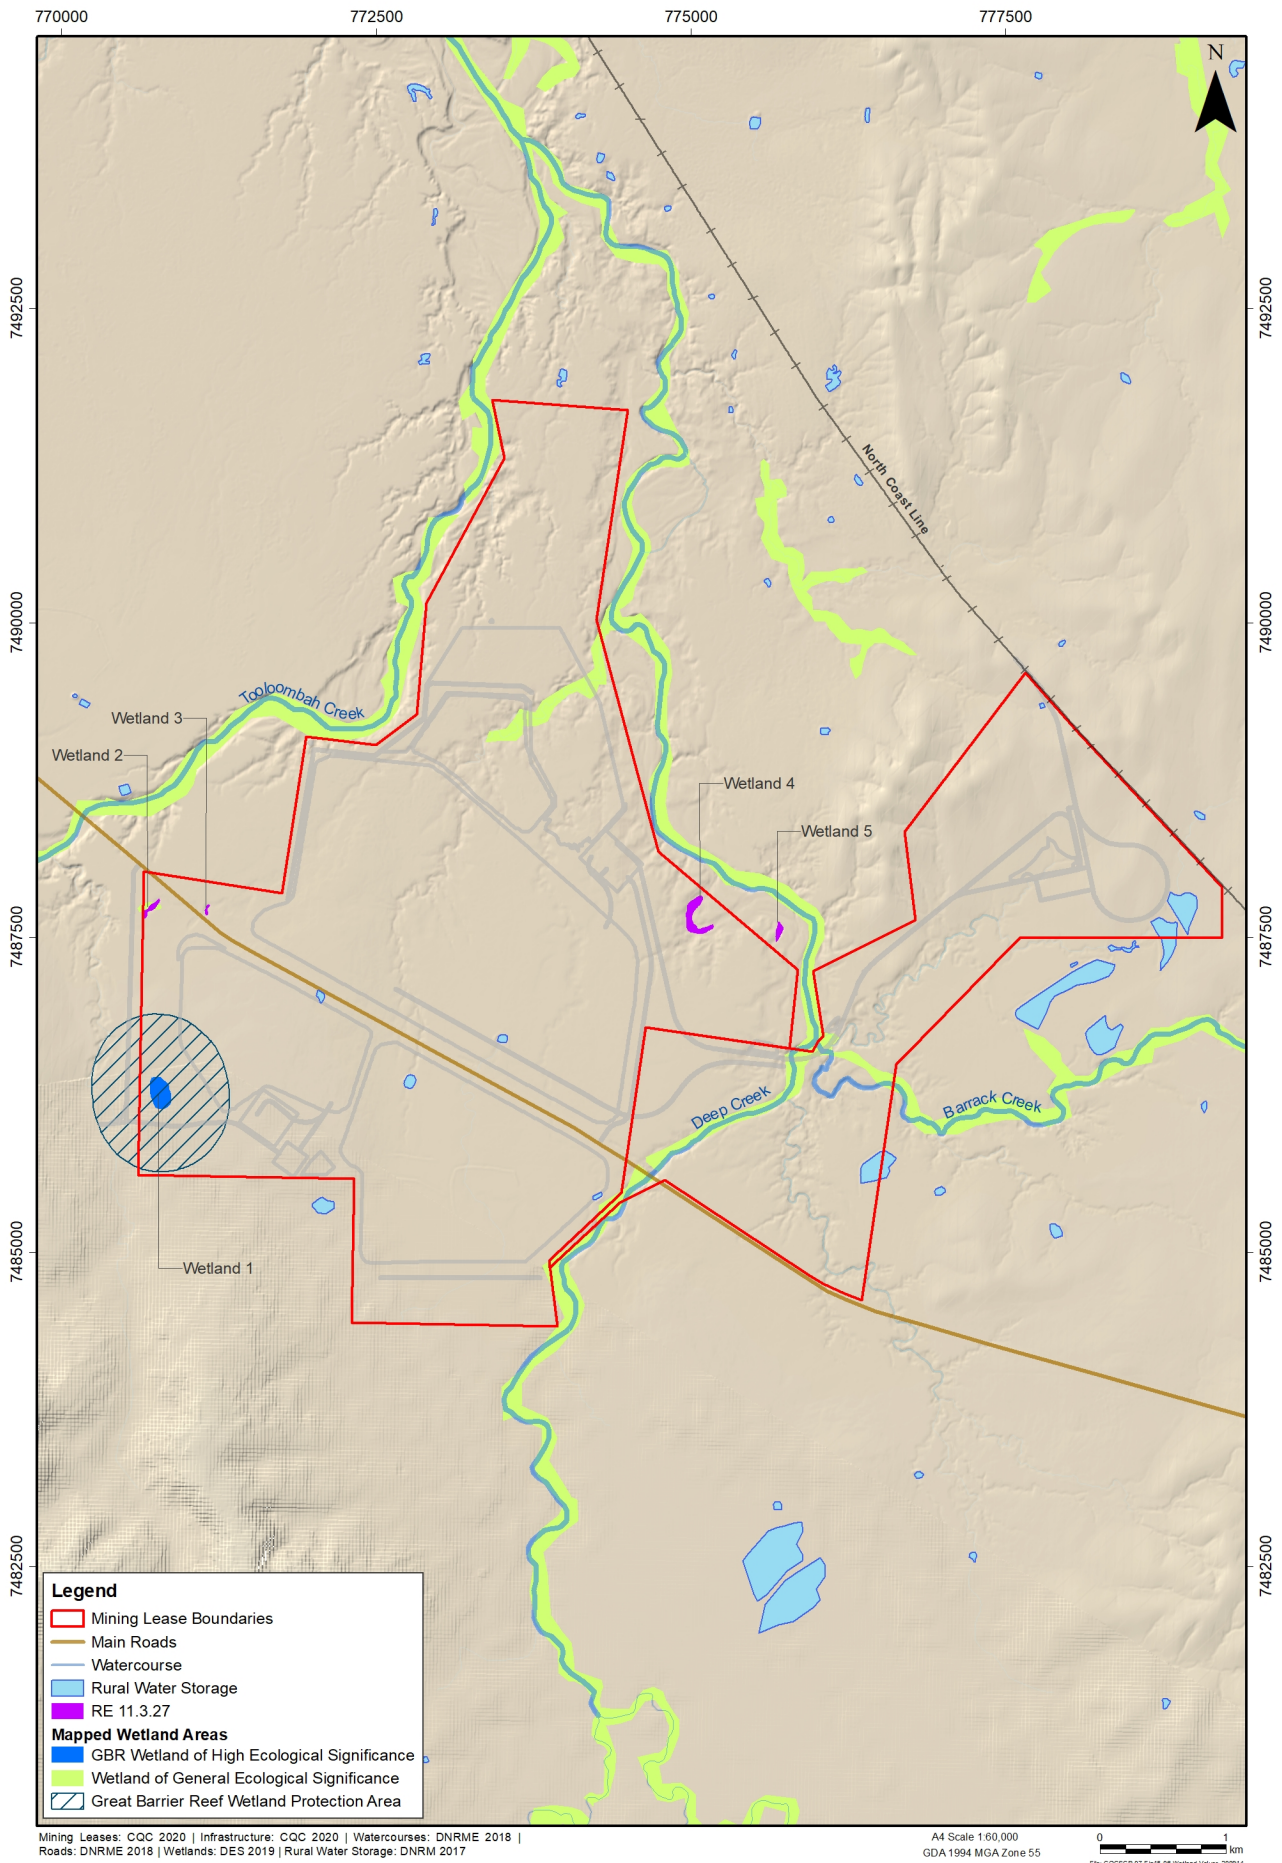 770000 772500 775000 777500
N
7492500 7492500
North Coast Line
7490000 7490000
Tooloombah Creek
Wetland 3
Wetland 2
Wetland 4
Wetland 5
7487500 7487500
Deep Creek
Barrack Creek
7485000 7485000
Wetland 1
7482500 7482500
Legend
Mining Lease Boundaries
Main Roads
Watercourse
Rural Water Storage
RE 11.3.27
Mapped Wetland Areas
GBR Wetland of High Ecological Significance
Wetland of General Ecological Significance
Great Barrier Reef Wetland Protection Area
Mining Leases: CQC 2020 | Infrastructure: CQC 2020 | Watercourses: DNRME 2018 |
Roads: DNRME 2018 | Wetlands: DES 2019 | Rural Water Storage: DNRM 2017
A4 Scale 1:60,000
GDA 1994 MGA Zone 55
0 1
km